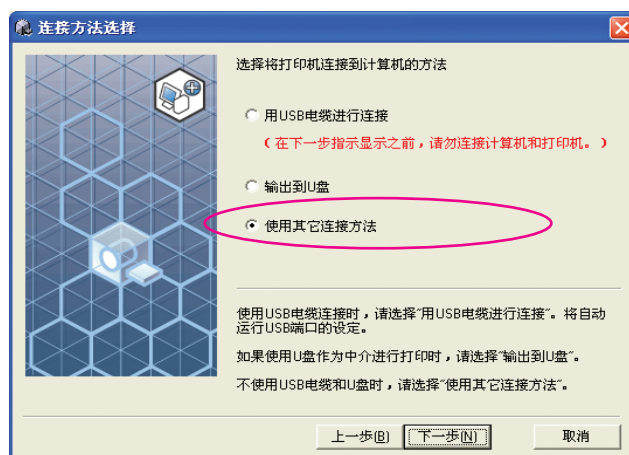 连接方法选择
选择将打印机连接到计算机的方法
用USB电缆进行连接
（在下一步指示显示之前，请勿连接计算机和打印机。）
输出到U盘
使用其它连接方法
使用USB电缆连接时，请选择“用USB电缆进行连接”。将自动
运行USB端口的设定。
如果使用U盘作为中介进行打印时，请选择“输出到U盘”。
不使用USB电缆和U盘时，请选择“使用其它连接方法”。
上一步(B) 下一步(N) 取消